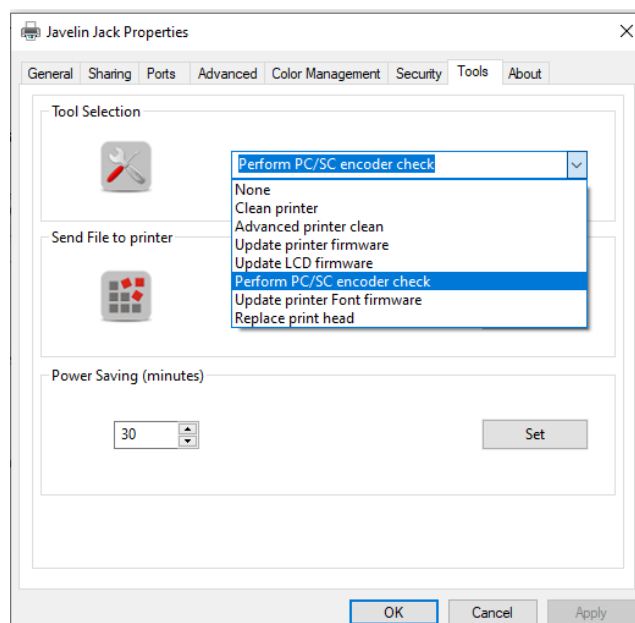 Javelin Jack Properties
General Sharing Ports Advanced Color Management Security Tools About
Tool Selection
Perform PC/SC encoder check
None
Clean printer
Advanced printer clean
Update printer firmware
Update LCD firmware
Perform PC/SC encoder check
Update printer Font firmware
Replace print head
Send File to printer
Power Saving (minutes)
30
Set
OK Cancel Apply